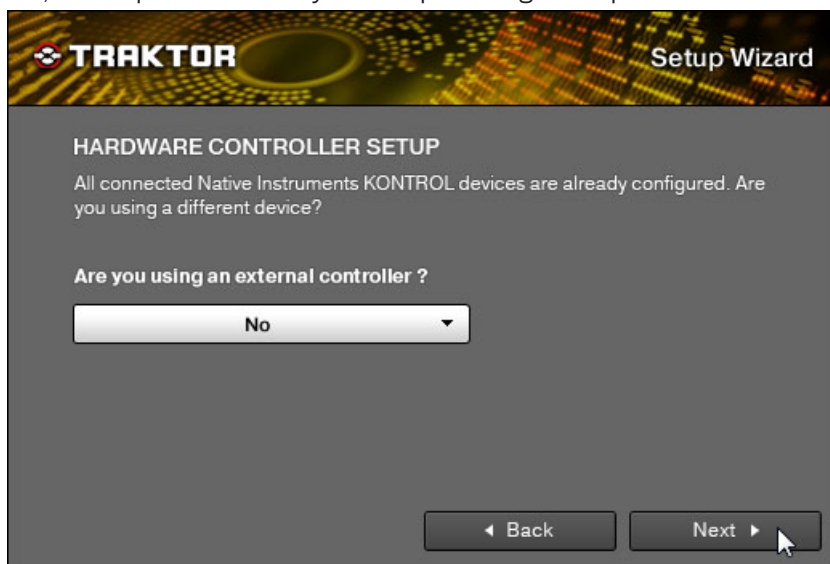 TRAKTOR
Setup Wizard
HARDWARE CONTROLLER SETUP
All connected Native Instruments KONTROL devices are already configured. Are
you using a different device?
Are you using an external controller ?
No
Back
Next